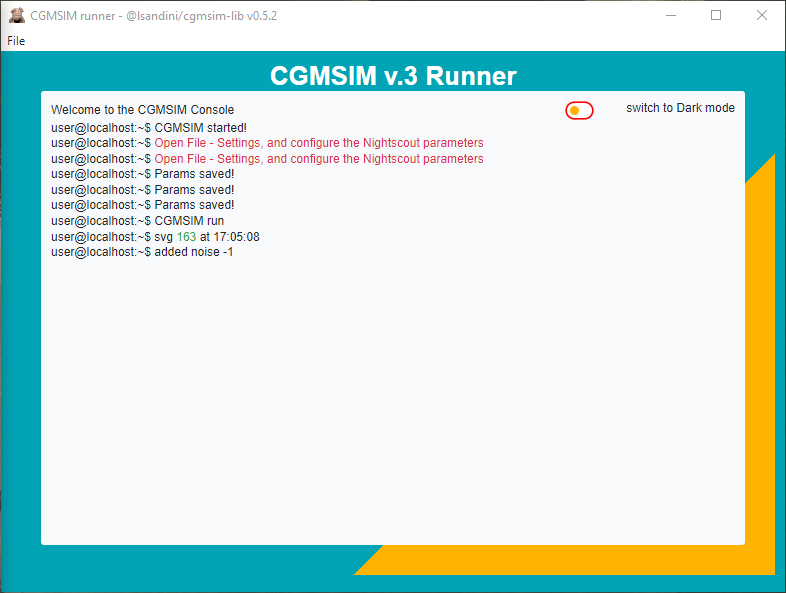 CGMSIM runner - @lsandini/cgmsim-lib v0.5.2
File
CGMSIM v.3 Runner
Welcome to the CGMSIM Console
switch to Dark mode
user@localhost:~$ CGMSIM started!
user@localhost:~$ Open File - Settings, and configure the Nightscout parameters
user@localhost:~$ Open File - Settings, and configure the Nightscout parameters
user@localhost:~$ Params saved!
user@localhost:~$ Params saved!
user@localhost:~$ Params saved!
user@localhost:~$ CGMSIM run
user@localhost:~$ svg 163 at 17:05:08
user@localhost:~$ added noise -1